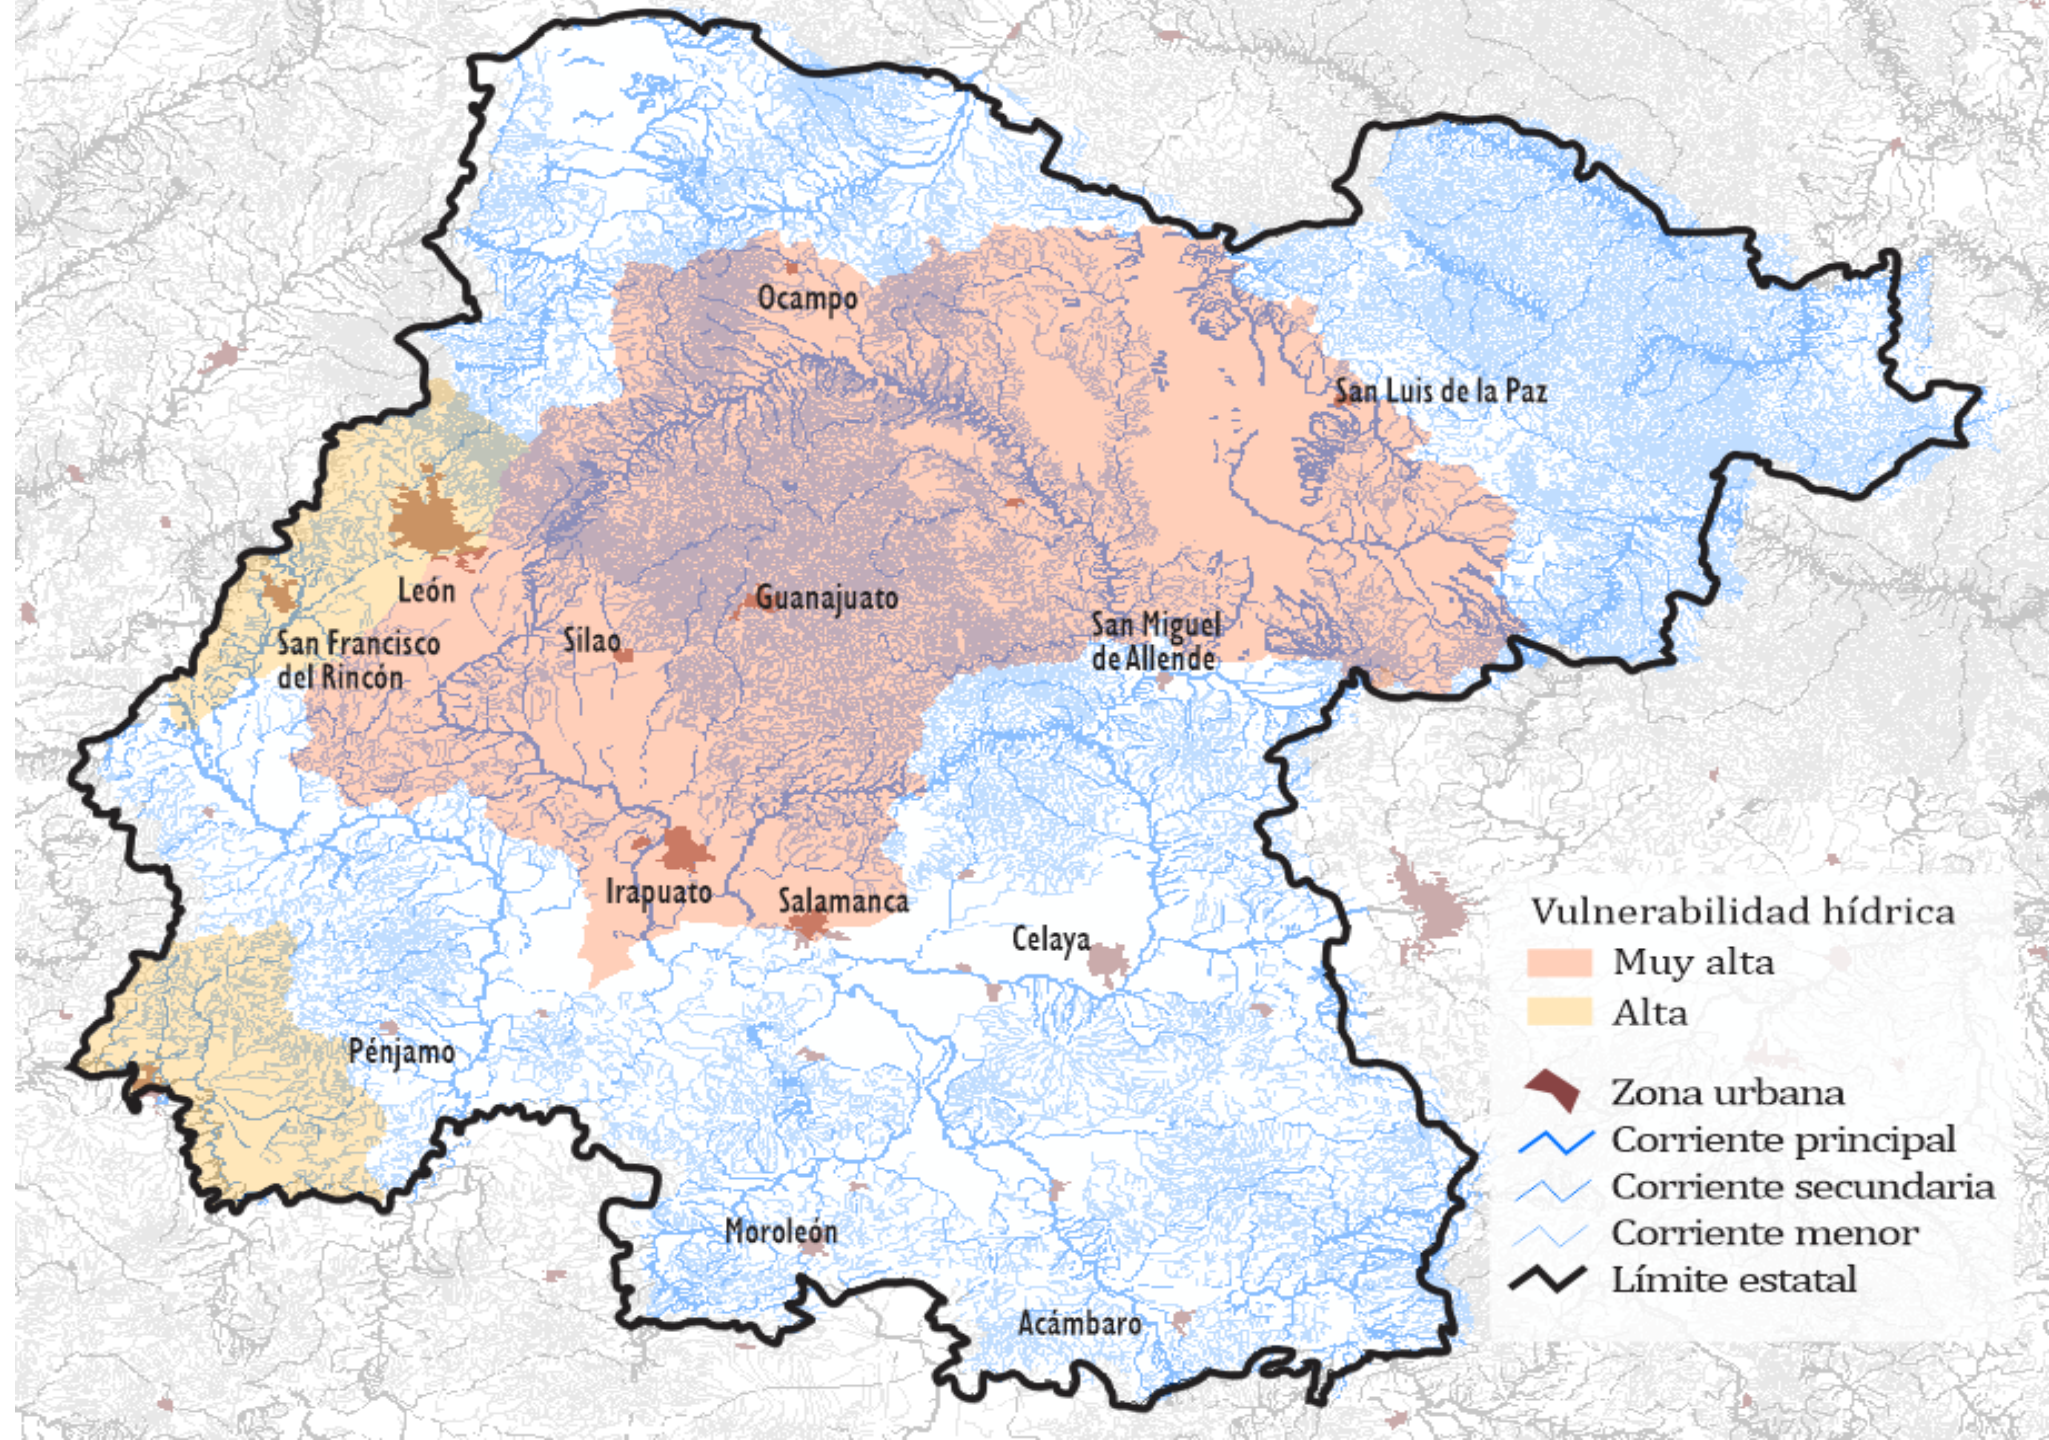 Ocampo
San Luis de la Paz
León
Guanajuato
San Francisco
del Rincón
Silao
San Miguel
de Allende
Irapuato
Salamanca
Celaya
Pénjamo
Moroleón
Acámbaro
Vulnerabilidad hídrica
Muy alta
Alta
Zona urbana
Corriente principal
Corriente secundaria
Corriente menor
Límite estatal